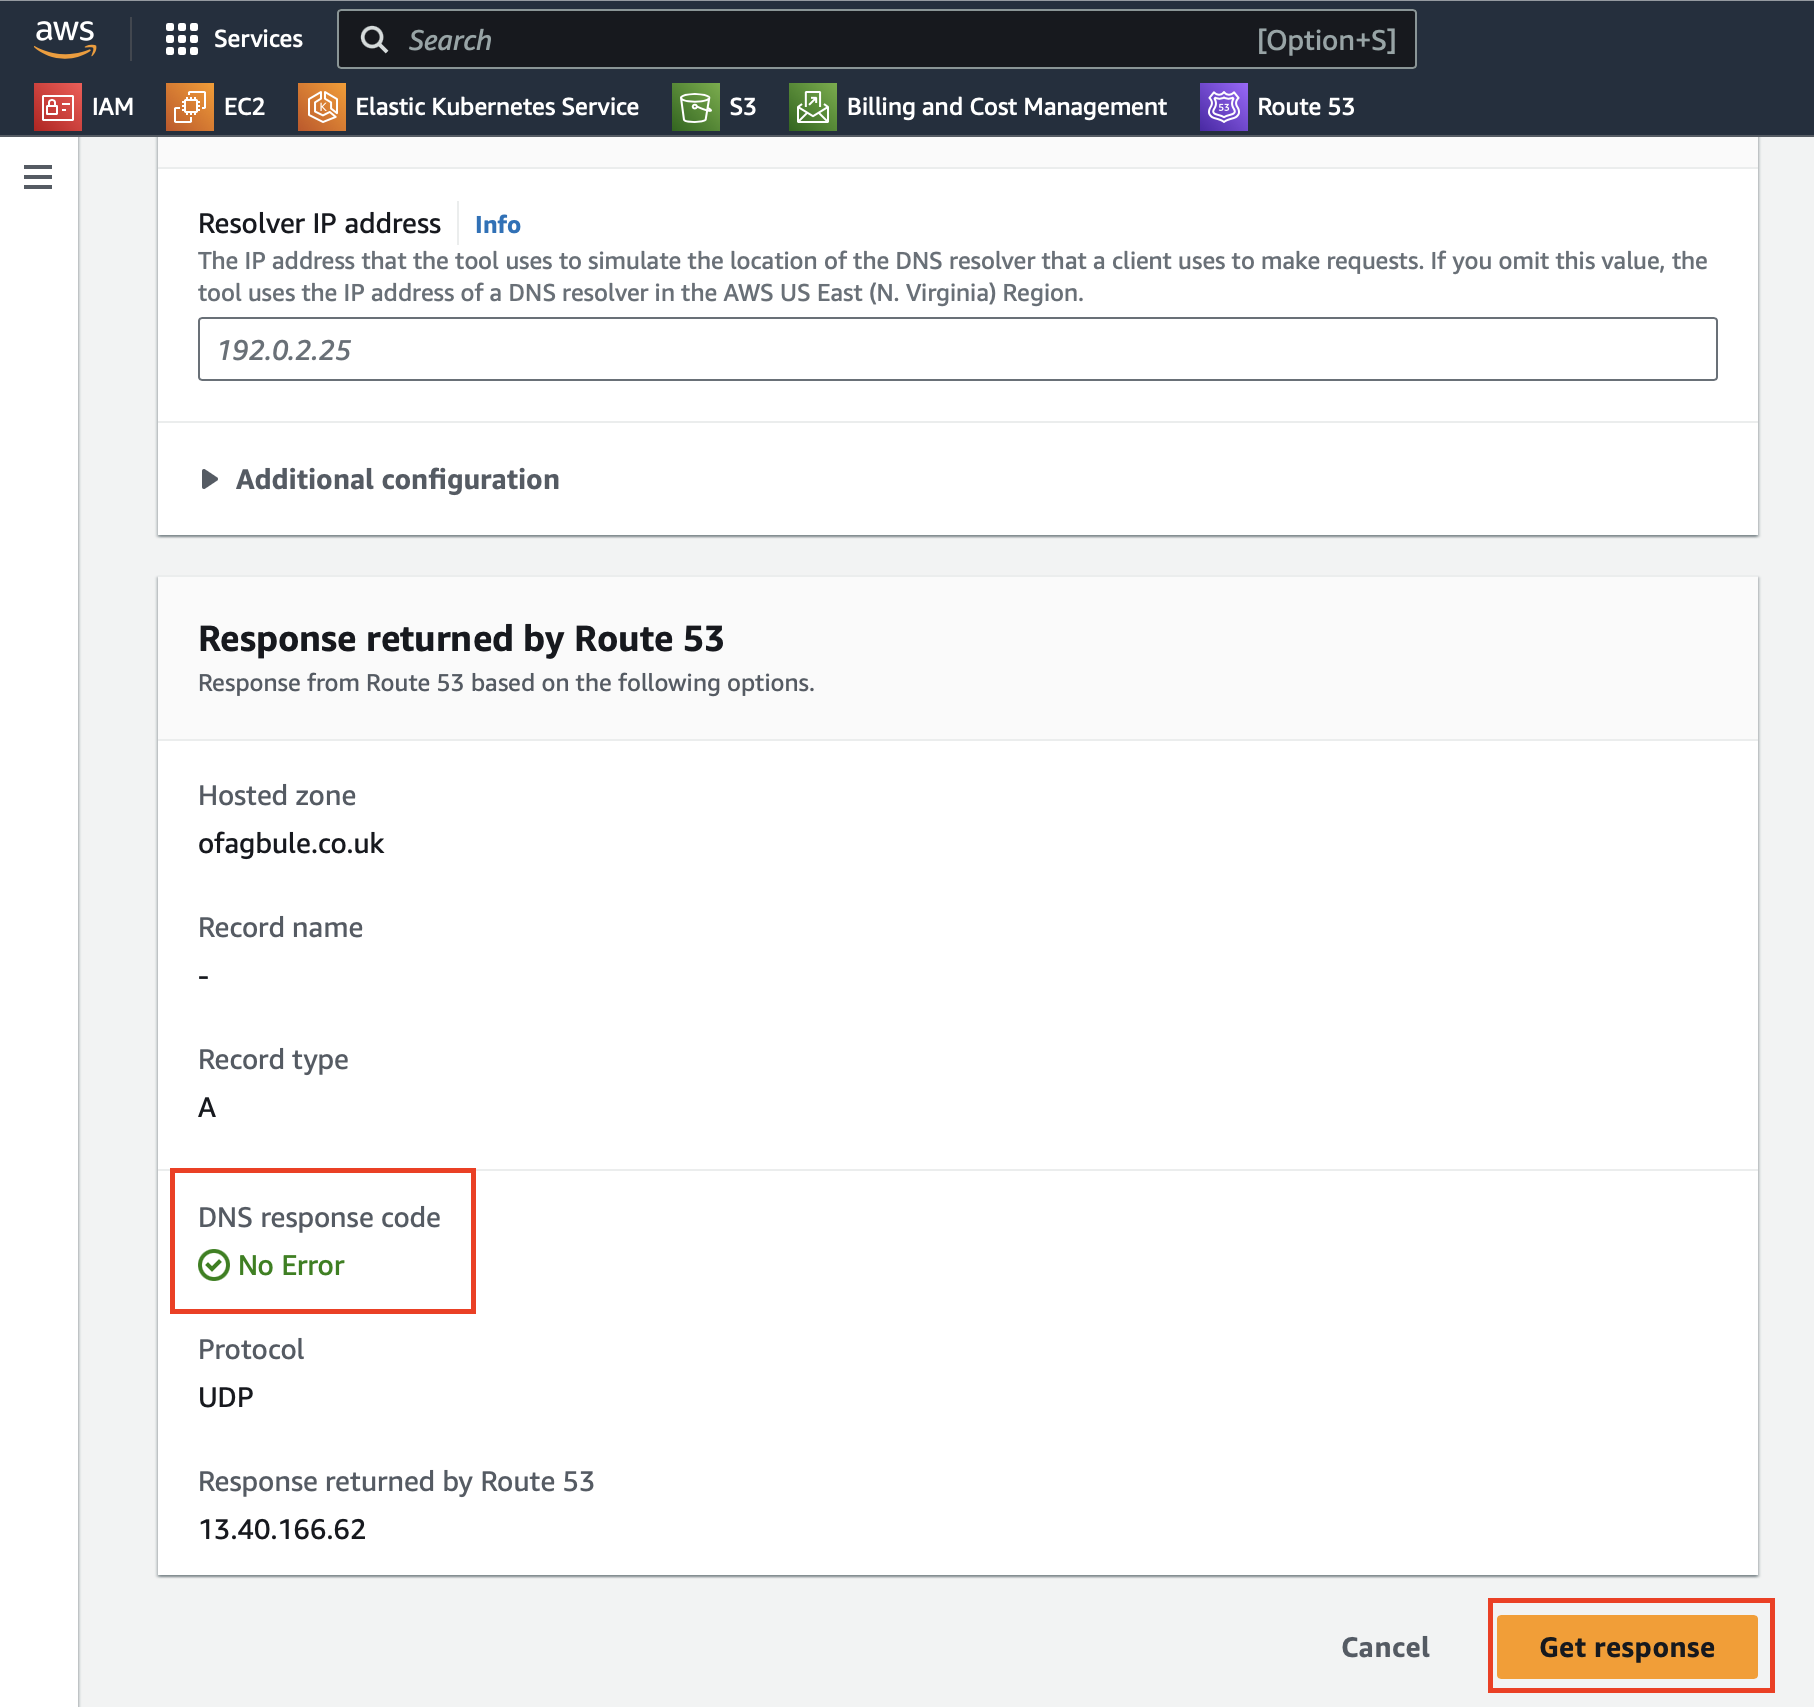 aws
Services
Search
[Option+S]
IAM
EC2
Elastic Kubernetes Service
S3
Billing and Cost Management
53
Route 53
Resolver IP address
Info
The IP address that the tool uses to simulate the location of the DNS resolver that a client uses to make requests. If you omit this value, the
tool uses the IP address of a DNS resolver in the AWS US East (N. Virginia) Region.
192.0.2.25
Additional configuration
Response returned by Route 53
Response from Route 53 based on the following options.
Hosted zone
ofagbule.co.uk
Record name
-
Record type
A
DNS response code
No Error
Protocol
UDP
Response returned by Route 53
13.40.166.62
Cancel
Get response